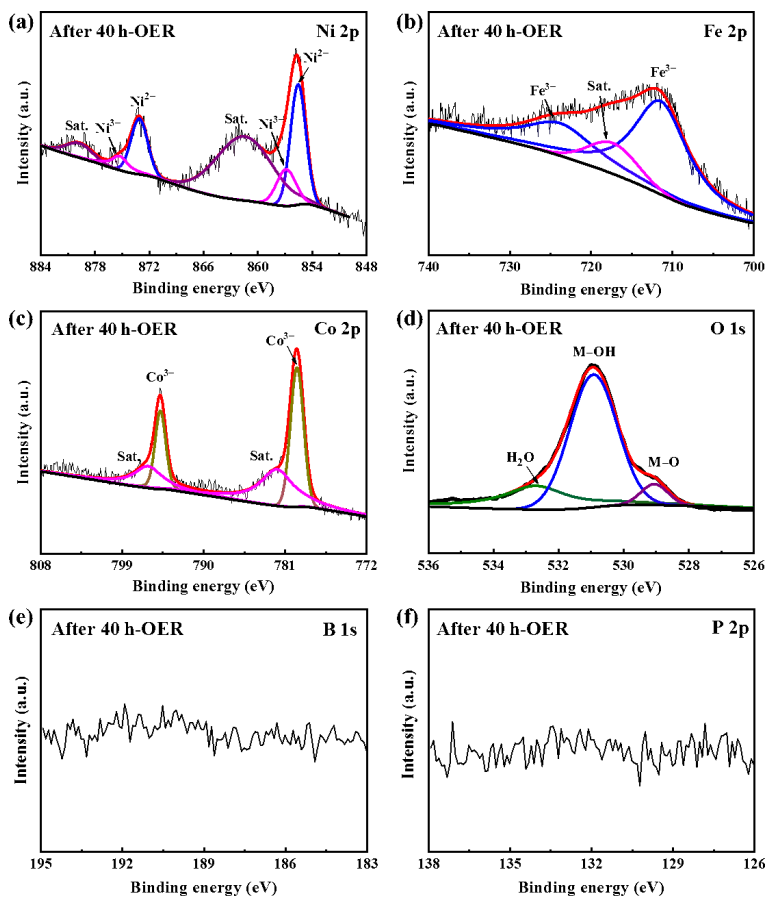 (a)
After 40 h-OER Ni 2p
Ni²⁻
Ni²⁻
Ni³⁻
Sat.
Ni³⁻
Sat.
Intensity (a.u.)
884 878 872 866 860 854 848
Binding energy (eV)
(b)
After 40 h-OER Fe 2p
Fe³⁻
Sat.
Fe³⁻
Intensity (a.u.)
740 730 720 710 700
Binding energy (eV)
(c)
After 40 h-OER Co 2p
Co³⁻
Co³⁻
Sat.
Sat.
Intensity (a.u.)
808 799 790 781 772
Binding energy (eV)
(d)
After 40 h-OER O 1s
M–OH
H₂O
M–O
Intensity (a.u.)
536 534 532 530 528 526
Binding energy (eV)
(e)
After 40 h-OER B 1s
Intensity (a.u.)
195 192 189 186 183
Binding energy (eV)
(f)
After 40 h-OER P 2p
Intensity (a.u.)
138 135 132 129 126
Binding energy (eV)